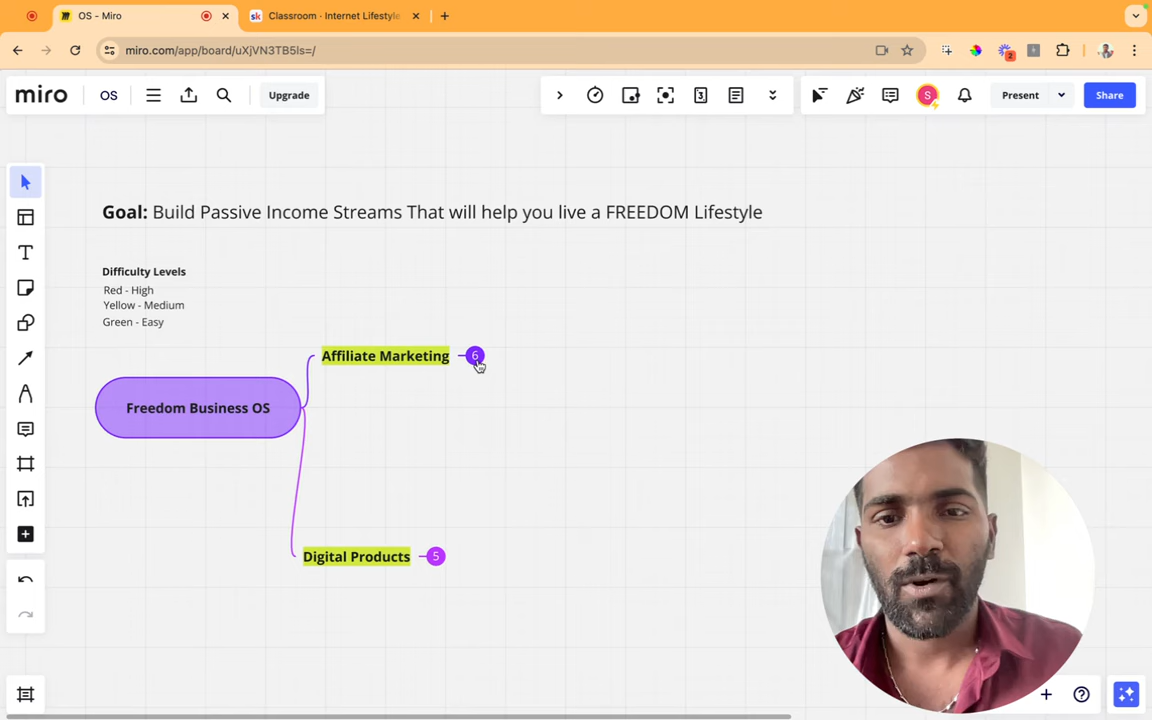 OS - Miro
Classroom · Internet Lifestyle
miro.com/app/board/uXjVN3TB5ls=/
2
miro
OS
Upgrade
3
S
Present
Share
Goal: Build Passive Income Streams That will help you live a FREEDOM Lifestyle
Difficulty Levels
Red - High
Yellow - Medium
Green - Easy
Affiliate Marketing
6
Freedom Business OS
Digital Products
5